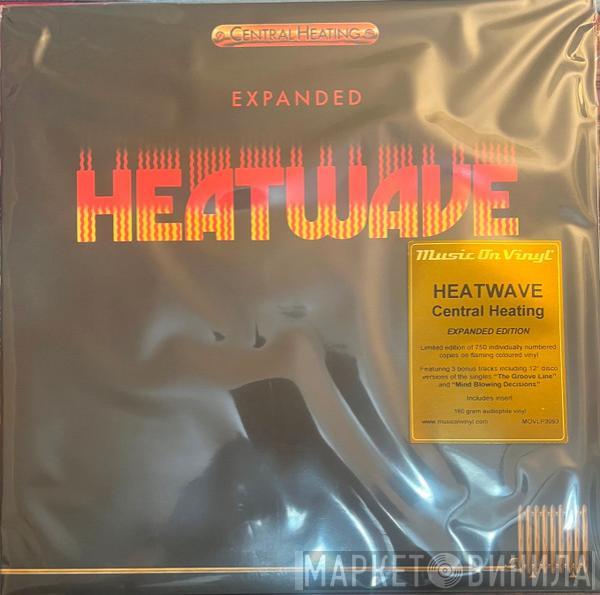 CENTRAL HEATING
EXPANDED
HEATWAVE
Music On Vinyl
HEATWAVE
Central Heating
EXPANDED EDITION
Limited edition of 750 individually numbered
copies on flaming coloured vinyl
Featuring 3 bonus tracks including 12" disco
versions of the singles "The Groove Line"
and "Mind Blowing Decisions"
Includes insert
180 gram audiophile vinyl
www.musiconvinyl.com MOVLP3993
МАРКЕТ ВИНИЛА